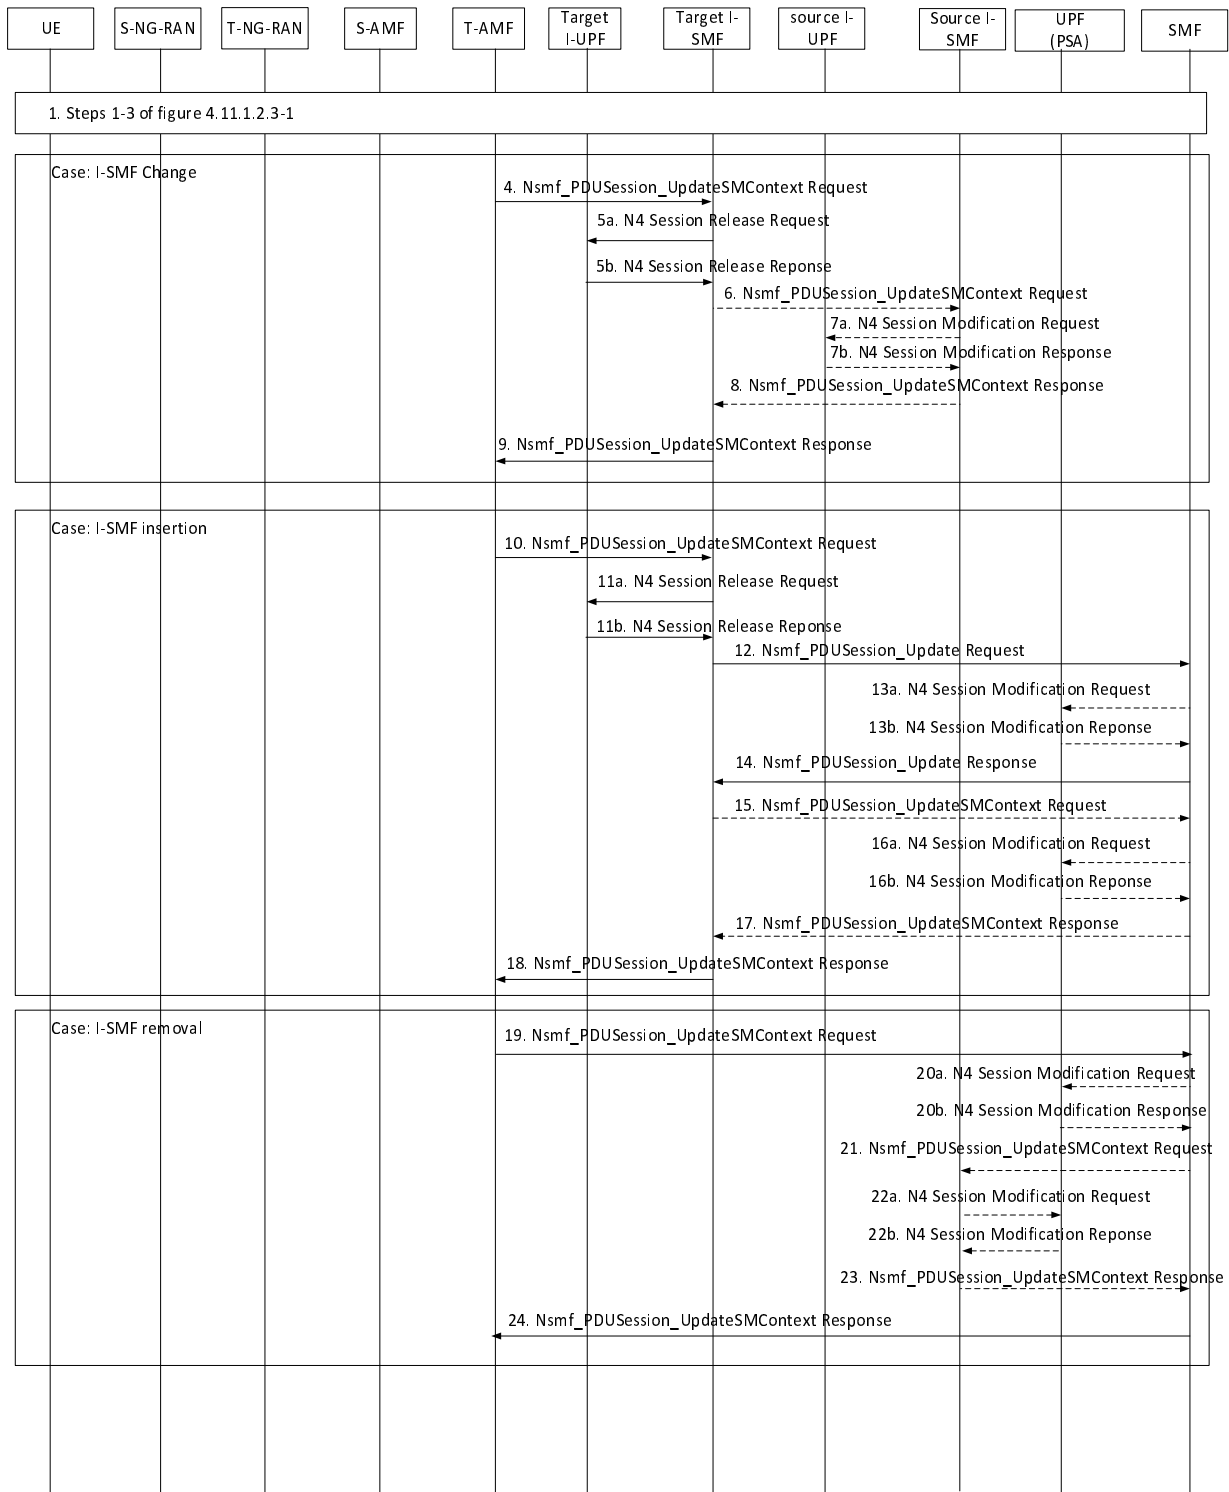 UE
S-NG-RAN
T-NG-RAN
S-AMF
T-AMF
Target
I-UPF
Target I-
SMF
source I-
UPF
Source I-
SMF
UPF
(PSA)
SMF
1. Steps 1-3 of figure 4.11.1.2.3-1
Case: I-SMF Change
4. Nsmf_PDUSession_UpdateSMContext Request
5a. N4 Session Release Request
5b. N4 Session Release Reponse
6. Nsmf_PDUSession_UpdateSMContext Request
7a. N4 Session Modification Request
7b. N4 Session Modification Response
8. Nsmf_PDUSession_UpdateSMContext Response
9. Nsmf_PDUSession_UpdateSMContext Response
Case: I-SMF insertion
10. Nsmf_PDUSession_UpdateSMContext Request
11a. N4 Session Release Request
11b. N4 Session Release Reponse
12. Nsmf_PDUSession_Update Request
13a. N4 Session Modification Request
13b. N4 Session Modification Reponse
14. Nsmf_PDUSession_Update Response
15. Nsmf_PDUSession_UpdateSMContext Request
16a. N4 Session Modification Request
16b. N4 Session Modification Reponse
17. Nsmf_PDUSession_UpdateSMContext Response
18. Nsmf_PDUSession_UpdateSMContext Response
Case: I-SMF removal
19. Nsmf_PDUSession_UpdateSMContext Request
20a. N4 Session Modification Request
20b. N4 Session Modification Response
21. Nsmf_PDUSession_UpdateSMContext Request
22a. N4 Session Modification Request
22b. N4 Session Modification Reponse
23. Nsmf_PDUSession_UpdateSMContext Response
24. Nsmf_PDUSession_UpdateSMContext Response